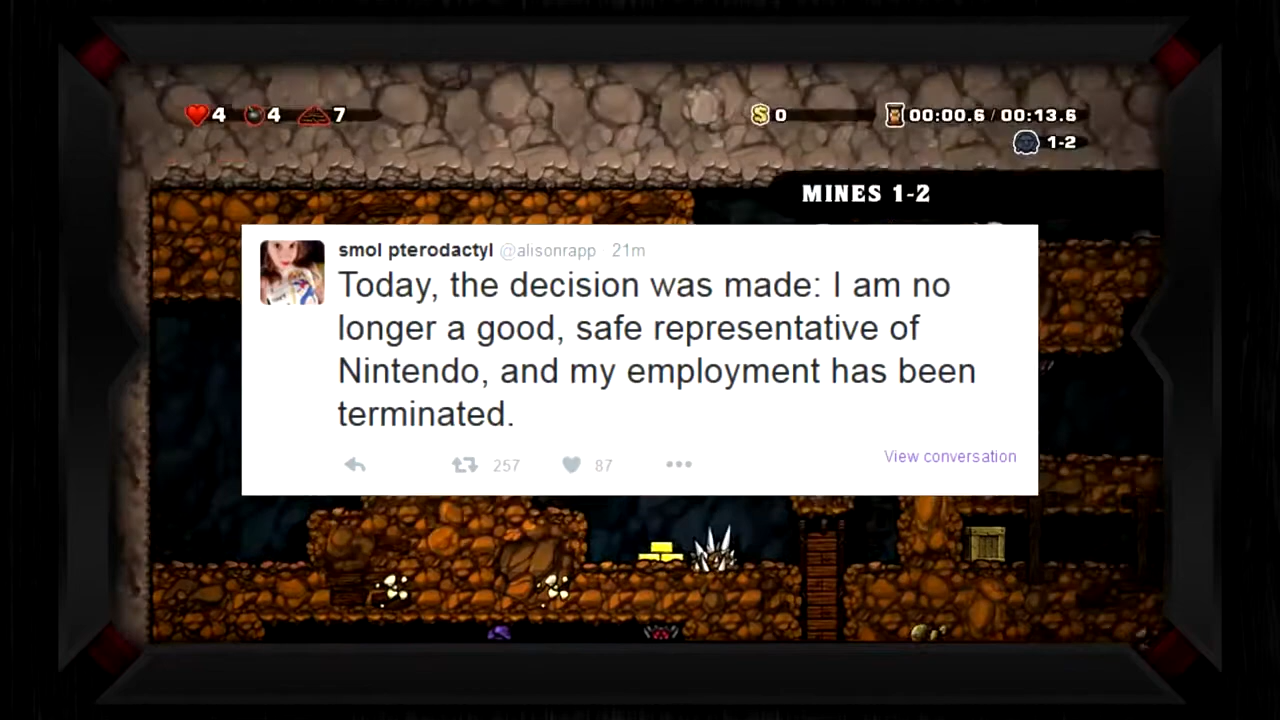 4 4 7 0 00:00.6 / 00:13.6
1-2
MINES 1-2
smol pterodactyl @alisonrapp 21m
Today, the decision was made: I am no
longer a good, safe representative of
Nintendo, and my employment has been
terminated.
257 87 View conversation